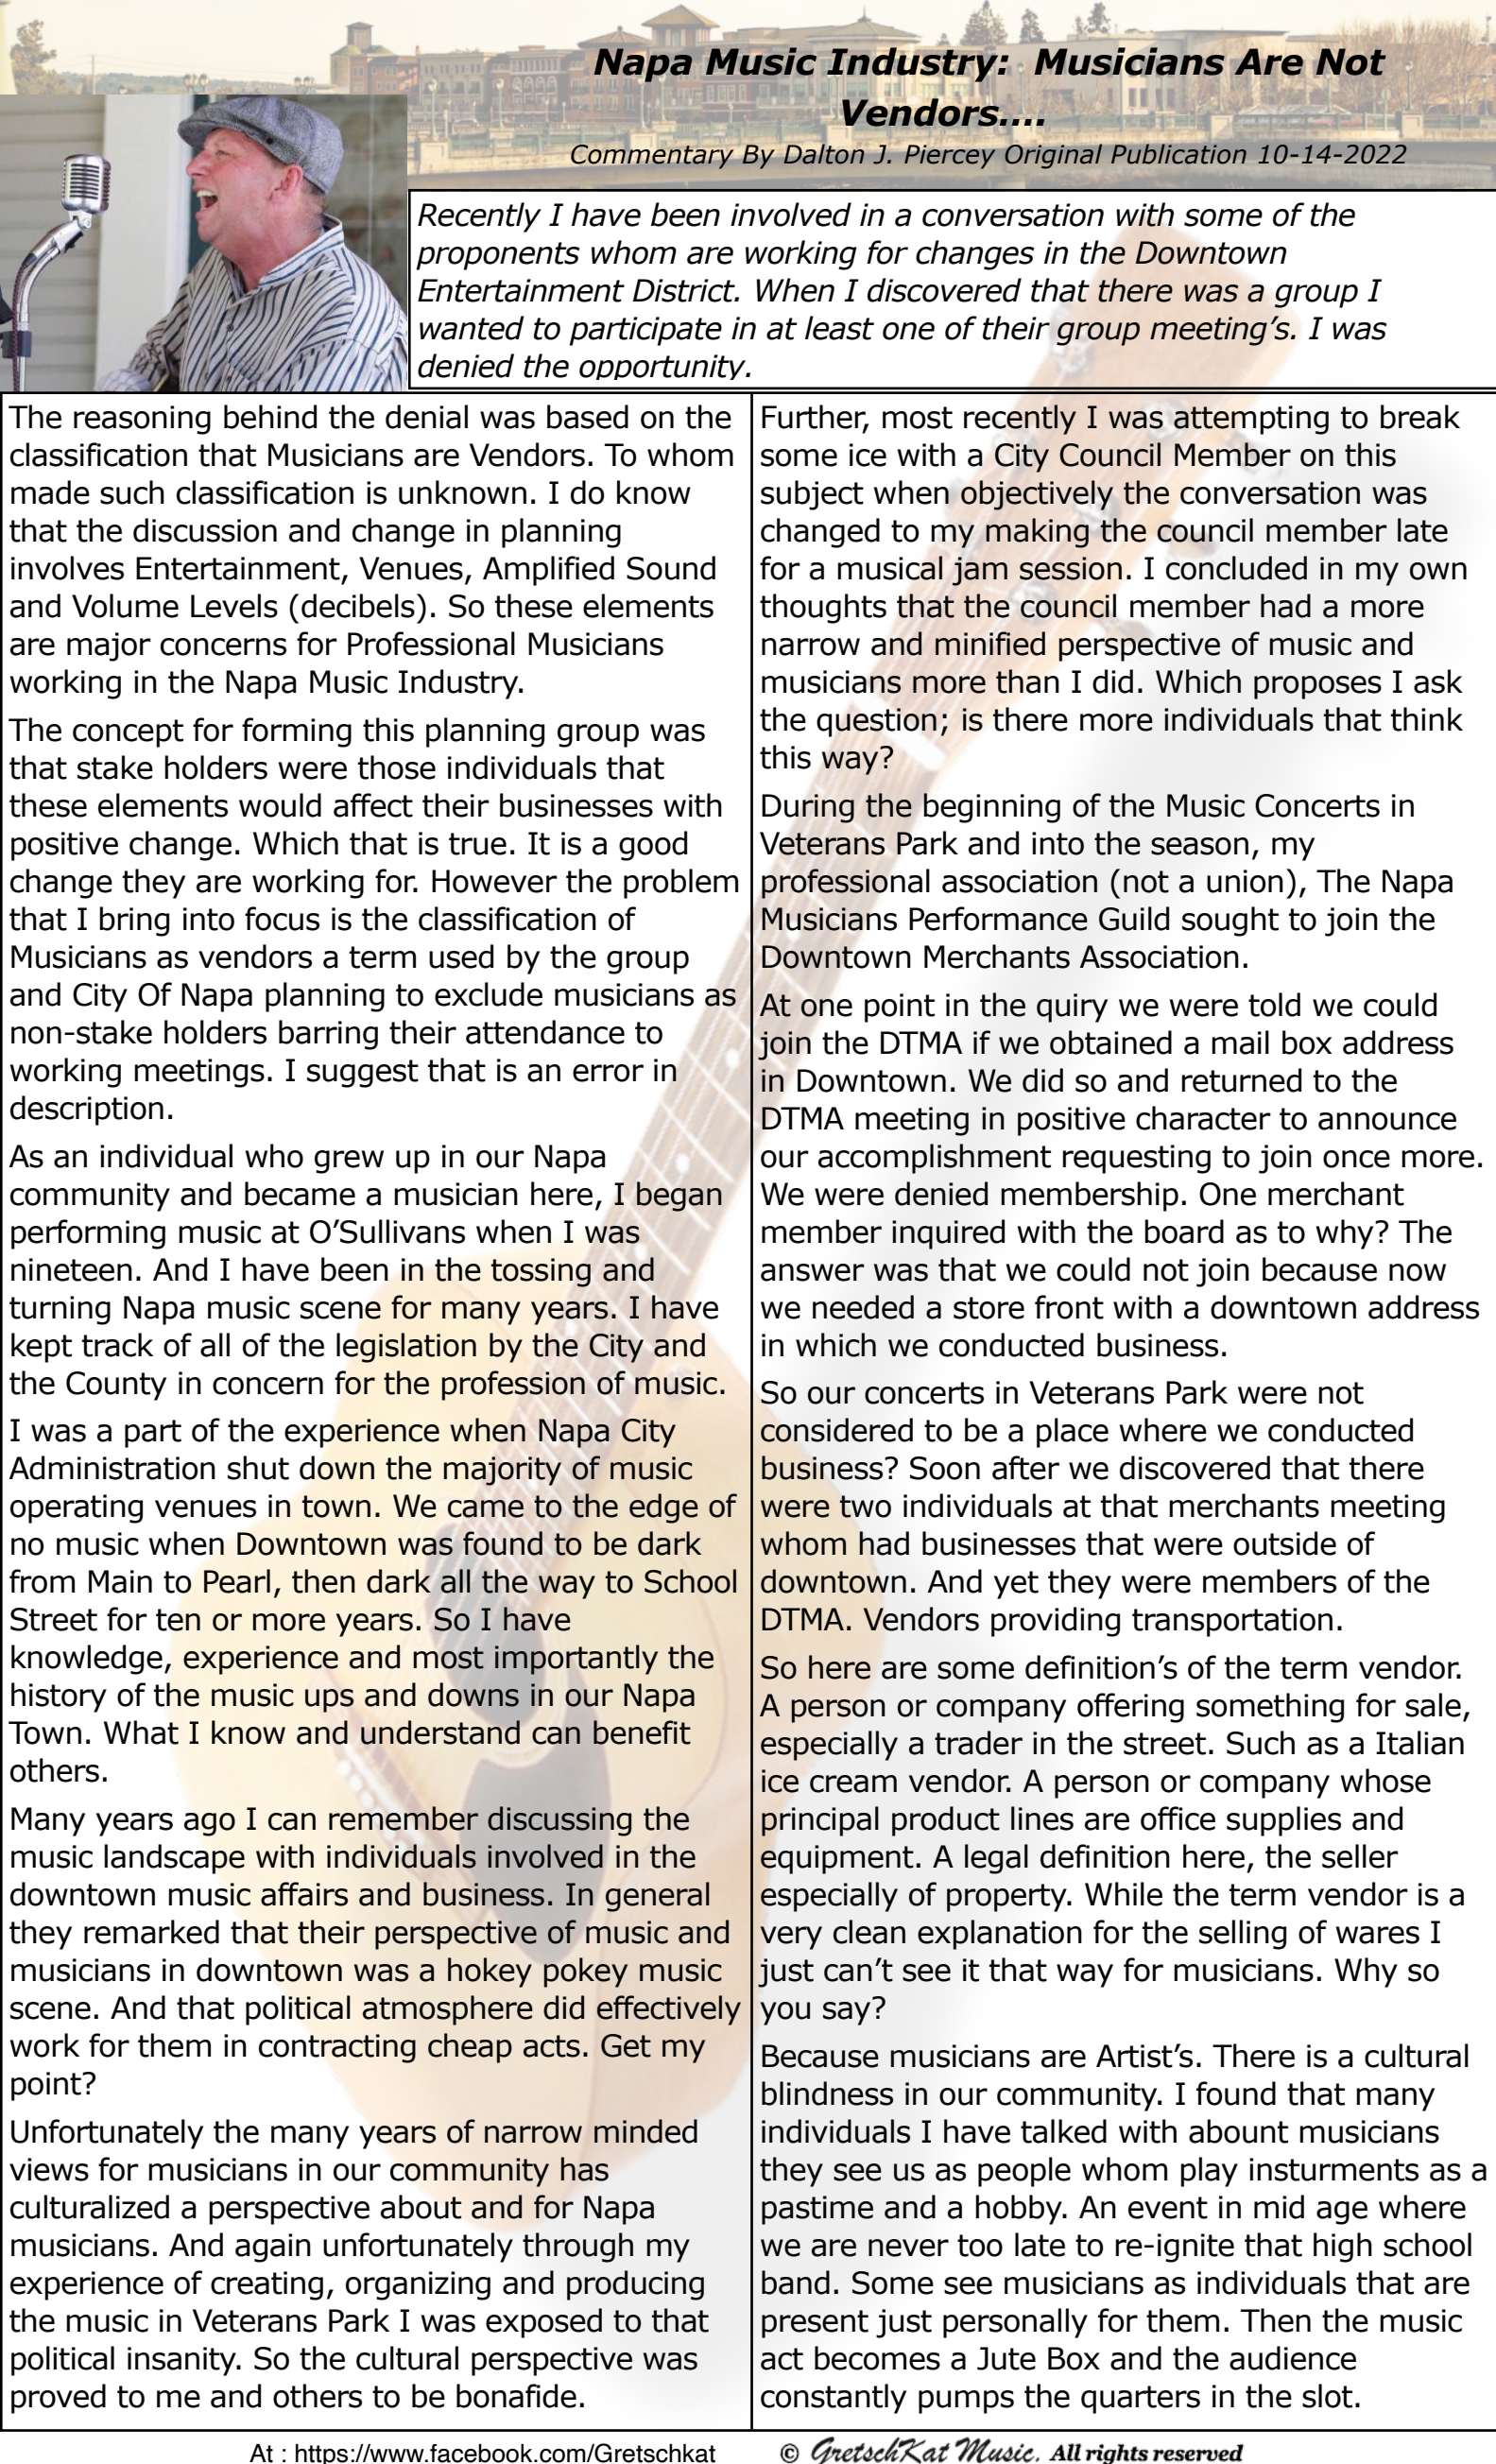 Napa Music Industry:  Musicians Are Not
Vendors....
Commentary By Dalton J. Piercey Original Publication 10-14-2022
Recently I have been involved in a conversation with some of the
proponents whom are working for changes in the Downtown
Entertainment District. When I discovered that there was a group I
wanted to participate in at least one of their group meeting’s. I was
denied the opportunity.
The reasoning behind the denial was based on the
classification that Musicians are Vendors. To whom
made such classification is unknown. I do know
that the discussion and change in planning
involves Entertainment, Venues, Amplified Sound
and Volume Levels (decibels). So these elements
are major concerns for Professional Musicians
working in the Napa Music Industry.
The concept for forming this planning group was
that stake holders were those individuals that
these elements would affect their businesses with
positive change. Which that is true. It is a good
change they are working for. However the problem
that I bring into focus is the classification of
Musicians as vendors a term used by the group
and City Of Napa planning to exclude musicians as
non-stake holders barring their attendance to
working meetings. I suggest that is an error in
description.
As an individual who grew up in our Napa
community and became a musician here, I began
performing music at O’Sullivans when I was
nineteen. And I have been in the tossing and
turning Napa music scene for many years. I have
kept track of all of the legislation by the City and
the County in concern for the profession of music.
I was a part of the experience when Napa City
Administration shut down the majority of music
operating venues in town. We came to the edge of
no music when Downtown was found to be dark
from Main to Pearl, then dark all the way to School
Street for ten or more years. So I have
knowledge, experience and most importantly the
history of the music ups and downs in our Napa
Town. What I know and understand can benefit
others.
Many years ago I can remember discussing the
music landscape with individuals involved in the
downtown music affairs and business. In general
they remarked that their perspective of music and
musicians in downtown was a hokey pokey music
scene. And that political atmosphere did effectively
work for them in contracting cheap acts. Get my
point?
Unfortunately the many years of narrow minded
views for musicians in our community has
culturalized a perspective about and for Napa
musicians. And again unfortunately through my
experience of creating, organizing and producing
the music in Veterans Park I was exposed to that
political insanity. So the cultural perspective was
proved to me and others to be bonafide.
Further, most recently I was attempting to break
some ice with a City Council Member on this
subject when objectively the conversation was
changed to my making the council member late
for a musical jam session. I concluded in my own
thoughts that the council member had a more
narrow and minified perspective of music and
musicians more than I did. Which proposes I ask
the question; is there more individuals that think
this way?
During the beginning of the Music Concerts in
Veterans Park and into the season, my
professional association (not a union), The Napa
Musicians Performance Guild sought to join the
Downtown Merchants Association.
At one point in the quiry we were told we could
join the DTMA if we obtained a mail box address
in Downtown. We did so and returned to the
DTMA meeting in positive character to announce
our accomplishment requesting to join once more.
We were denied membership. One merchant
member inquired with the board as to why? The
answer was that we could not join because now
we needed a store front with a downtown address
in which we conducted business.
So our concerts in Veterans Park were not
considered to be a place where we conducted
business? Soon after we discovered that there
were two individuals at that merchants meeting
whom had businesses that were outside of
downtown. And yet they were members of the
DTMA. Vendors providing transportation.
So here are some definition’s of the term vendor.
A person or company offering something for sale,
especially a trader in the street. Such as a Italian
ice cream vendor. A person or company whose
principal product lines are office supplies and
equipment. A legal definition here, the seller
especially of property. While the term vendor is a
very clean explanation for the selling of wares I
just can’t see it that way for musicians. Why so
you say?
Because musicians are Artist’s. There is a cultural
blindness in our community. I found that many
individuals I have talked with abount musicians
they see us as people whom play insturments as a
pastime and a hobby. An event in mid age where
we are never too late to re-ignite that high school
band. Some see musicians as individuals that are
present just personally for them. Then the music
act becomes a Jute Box and the audience
constantly pumps the quarters in the slot.
At : https://www.facebook.com/Gretschkat
© GretschKat Music. All rights reserved